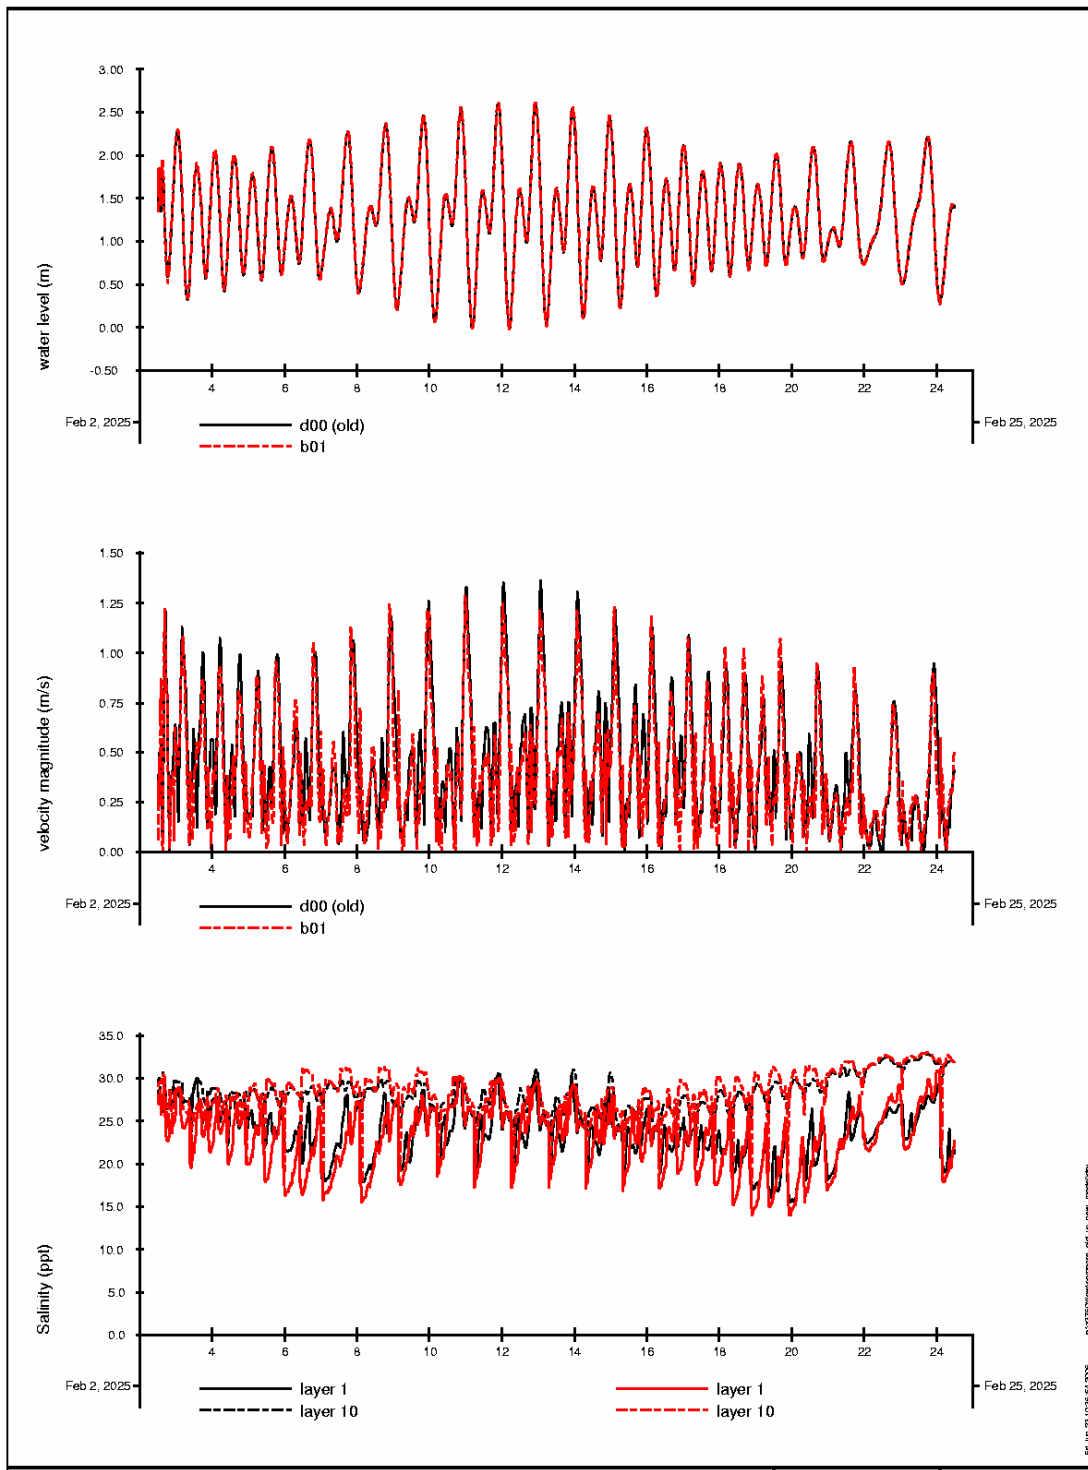 3.00
2.50
2.00
1.50
1.00
0.50
0.00
-0.50
water level (m)
4 6 8 10 12 14 16 18 20 22 24
Feb 2, 2025 Feb 25, 2025
d00 (old)
b01
1.50
1.25
1.00
0.75
0.50
0.25
0.00
velocity magnitude (m/s)
4 6 8 10 12 14 16 18 20 22 24
Feb 2, 2025 Feb 25, 2025
d00 (old)
b01
35.0
30.0
25.0
20.0
15.0
10.0
5.0
0.0
Salinity (ppt)
4 6 8 10 12 14 16 18 20 22 24
Feb 2, 2025 Feb 25, 2025
layer 1 layer 1
layer 10 layer 10